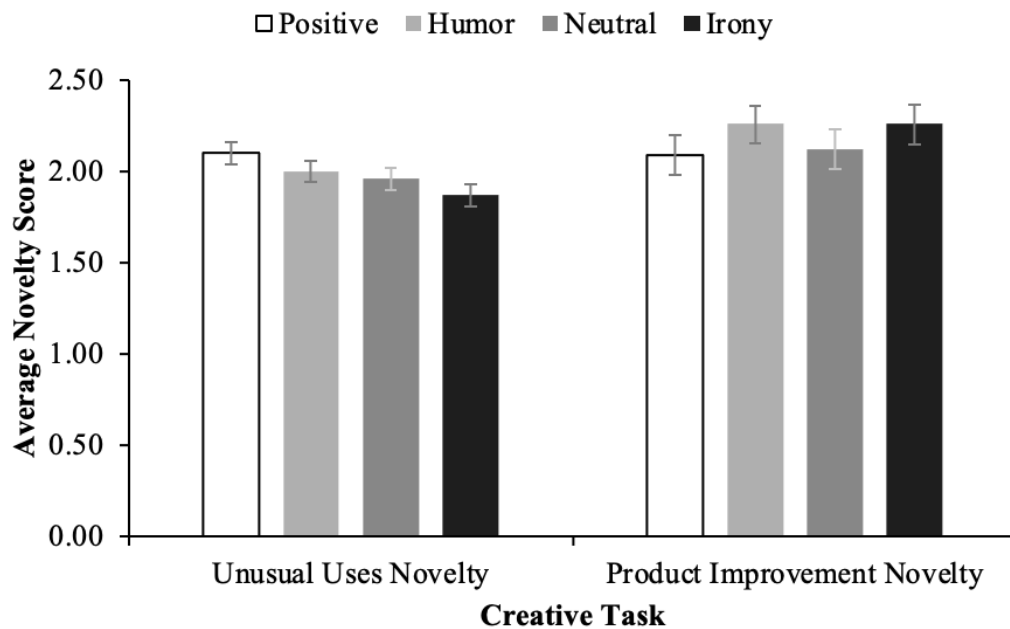 Positive Humor Neutral Irony
2.50
2.00
1.50
1.00
0.50
0.00
Average Novelty Score
Unusual Uses Novelty Product Improvement Novelty
Creative Task